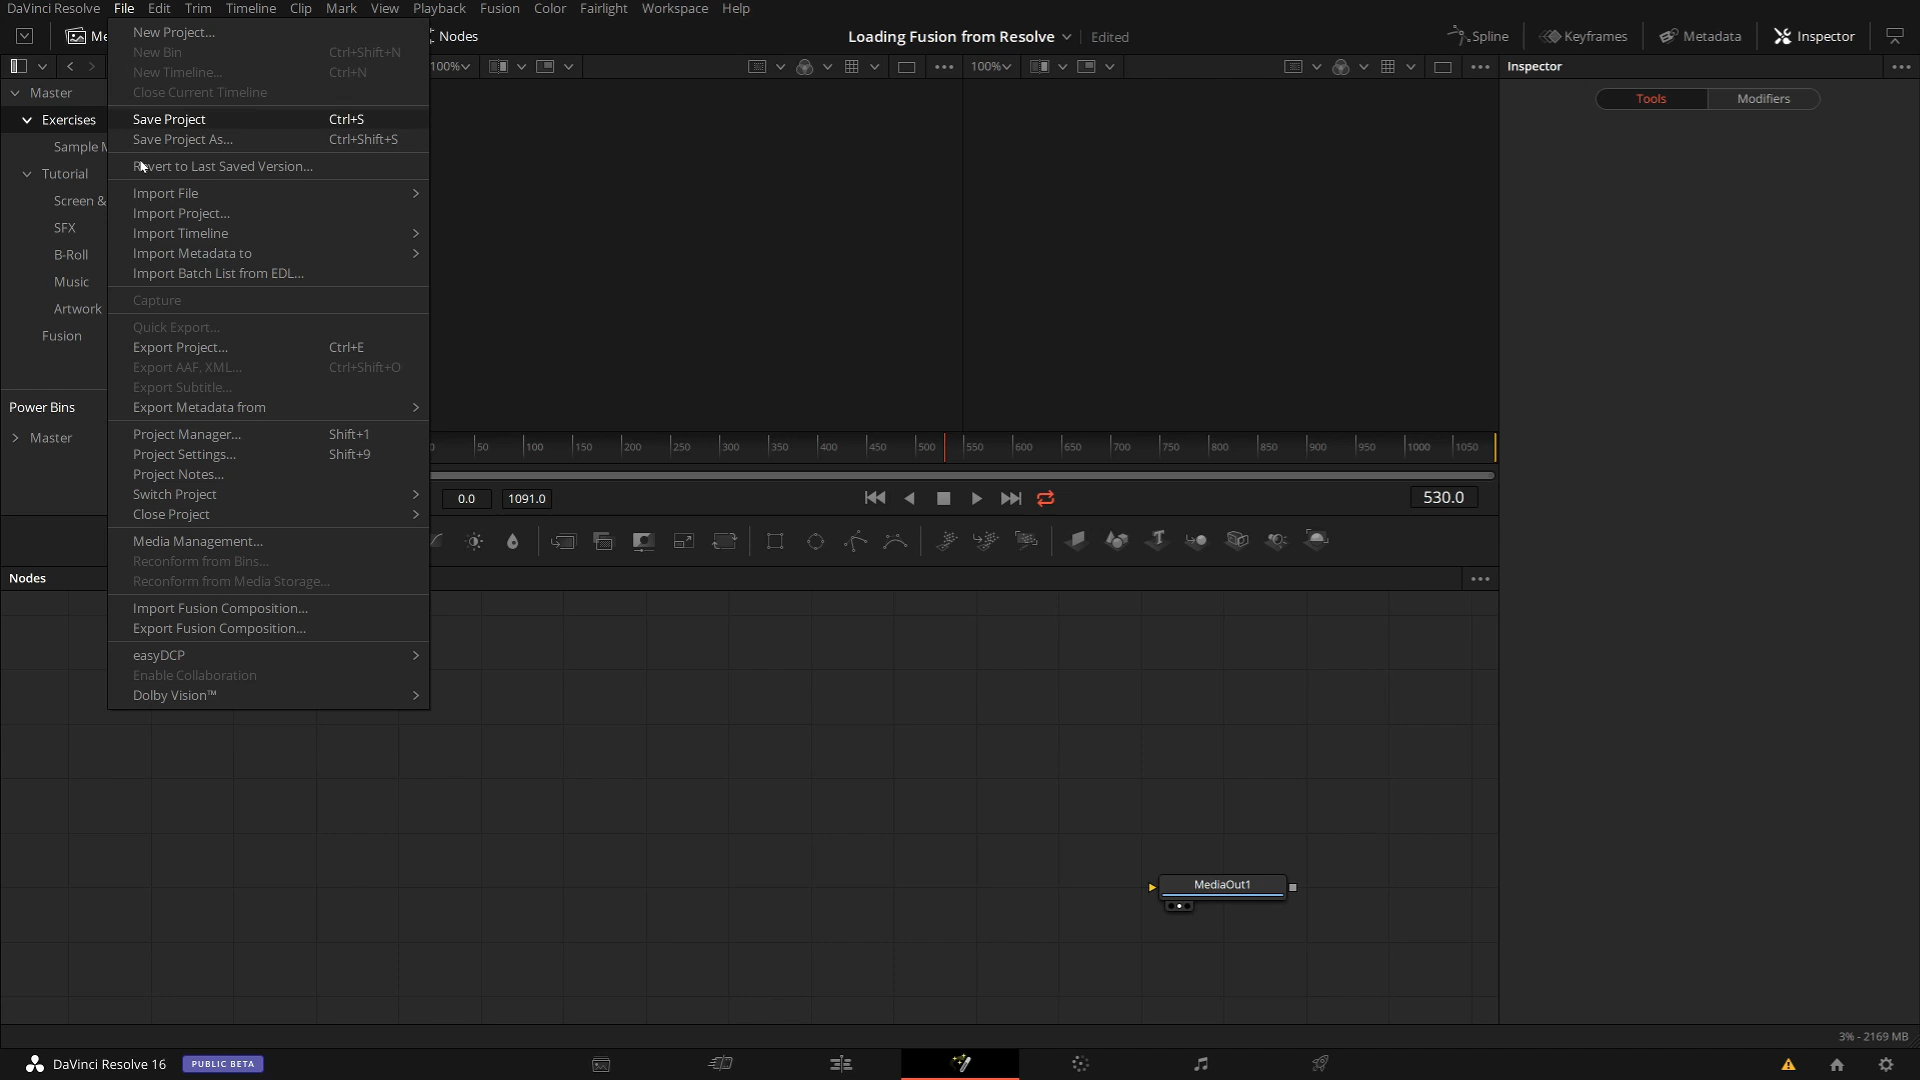 DaVinci Resolve File Edit Trim Timeline Clip Mark View Playback Fusion Color Fairlight Workspace Help
Me
Nodes
Loading Fusion from Resolve
Edited
Spline
Keyframes
Metadata
Inspector
100%
100%
Inspector
Tools
Modifiers
Master
Exercises
Sample M
Tutorial
Screen &
SFX
B-Roll
Music
Artwork
Fusion
Power Bins
Master
New Project...
New Bin Ctrl+Shift+N
New Timeline... Ctrl+N
Close Current Timeline
Save Project Ctrl+S
Save Project As... Ctrl+Shift+S
Revert to Last Saved Version...
Import File
Import Project...
Import Timeline
Import Metadata to
Import Batch List from EDL...
Capture
Quick Export...
Export Project... Ctrl+E
Export AAF, XML... Ctrl+Shift+O
Export Subtitle...
Export Metadata from
Project Manager... Shift+1
Project Settings... Shift+9
Project Notes...
Switch Project
Close Project
Media Management...
Reconform from Bins...
Reconform from Media Storage...
Import Fusion Composition...
Export Fusion Composition...
easyDCP
Enable Collaboration
Dolby Vision™
0 50 100 150 200 250 300 350 400 450 500 550 600 650 700 750 800 850 900 950 1000 1050
0.0 1091.0
530.0
Nodes
MediaOut1
3% - 2169 MB
DaVinci Resolve 16
PUBLIC BETA